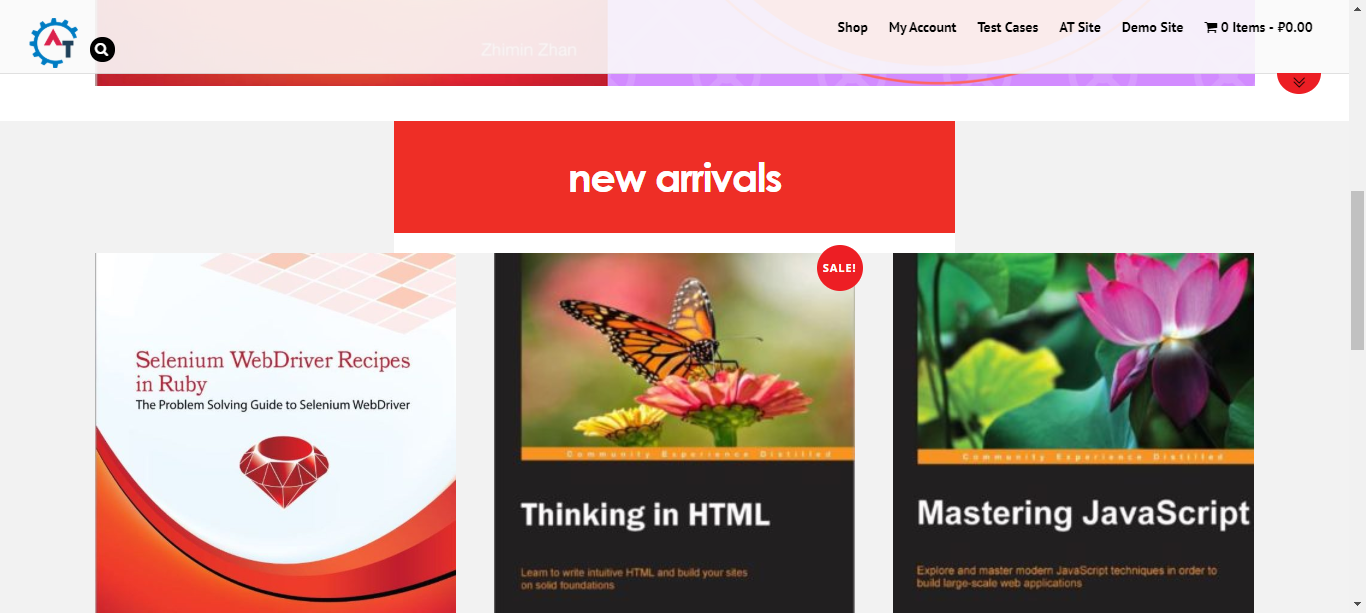 AT
Shop My Account Test Cases AT Site Demo Site 0 Items - ₽0.00
Zhimin Zhan
new arrivals
SALE!
Selenium WebDriver Recipes
in Ruby
The Problem Solving Guide to Selenium WebDriver
Community Experience Distilled
Thinking in HTML
Learn to write intuitive HTML and build your sites
on solid foundations
Community Experience Distilled
Mastering JavaScript
Explore and master modern JavaScript techniques in order to
build large-scale web applications